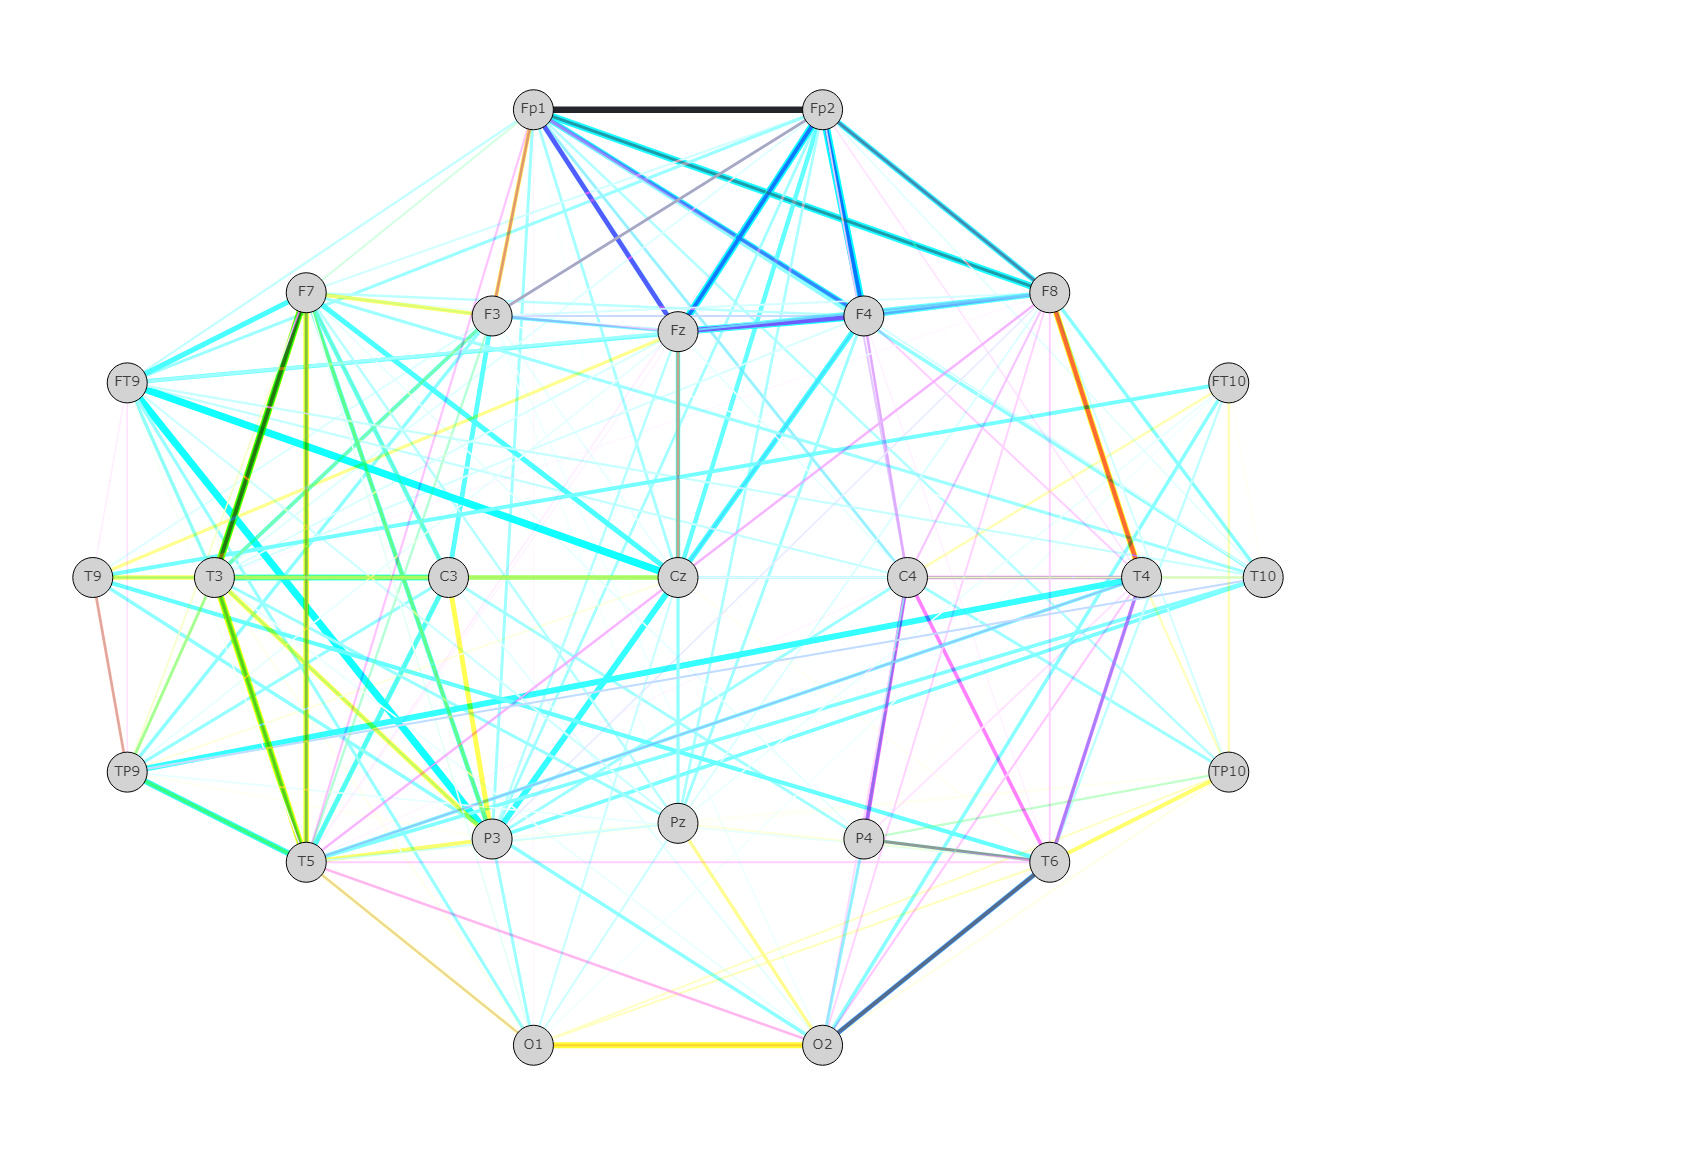 Fp1 Fp2
F7 F3 Fz F4 F8
FT9 FT10
T9 T3 C3 Cz C4 T4 T10
TP9 TP10
T5 P3 Pz P4 T6
O1 O2